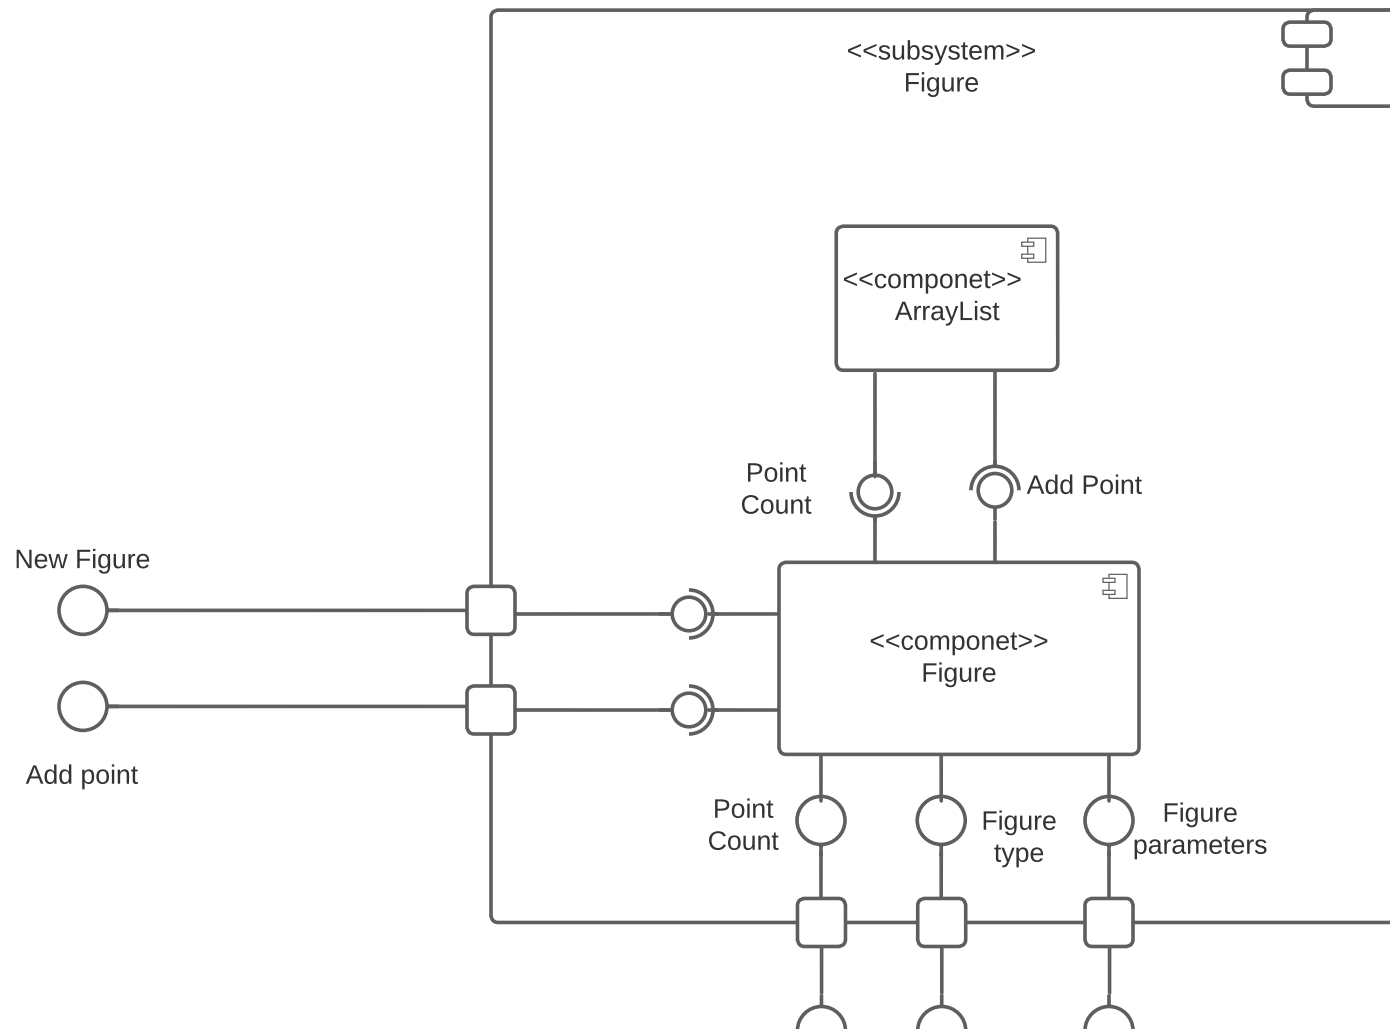 <<subsystem>>
Figure
<<componet>>
ArrayList
Point
Count
Add Point
New Figure
<<componet>>
Figure
Add point
Point
Count
Figure
type
Figure
parameters